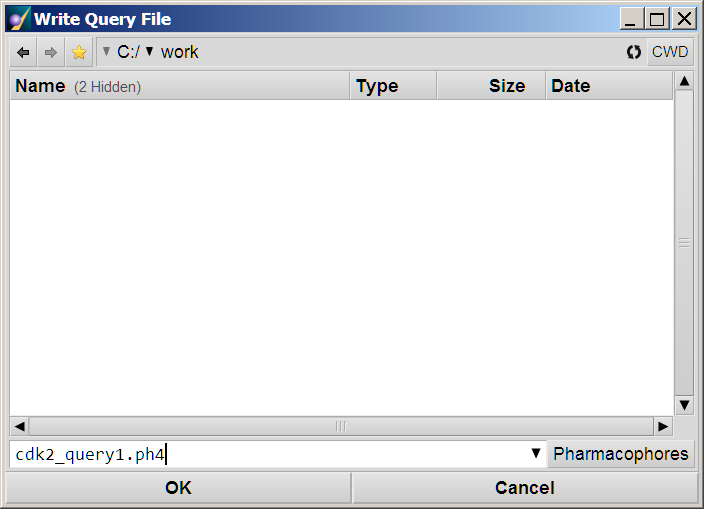 Write Query File
C:/ work CWD
Name (2 Hidden) Type Size Date
cdk2_query1.ph4 Pharmacophores
OK Cancel